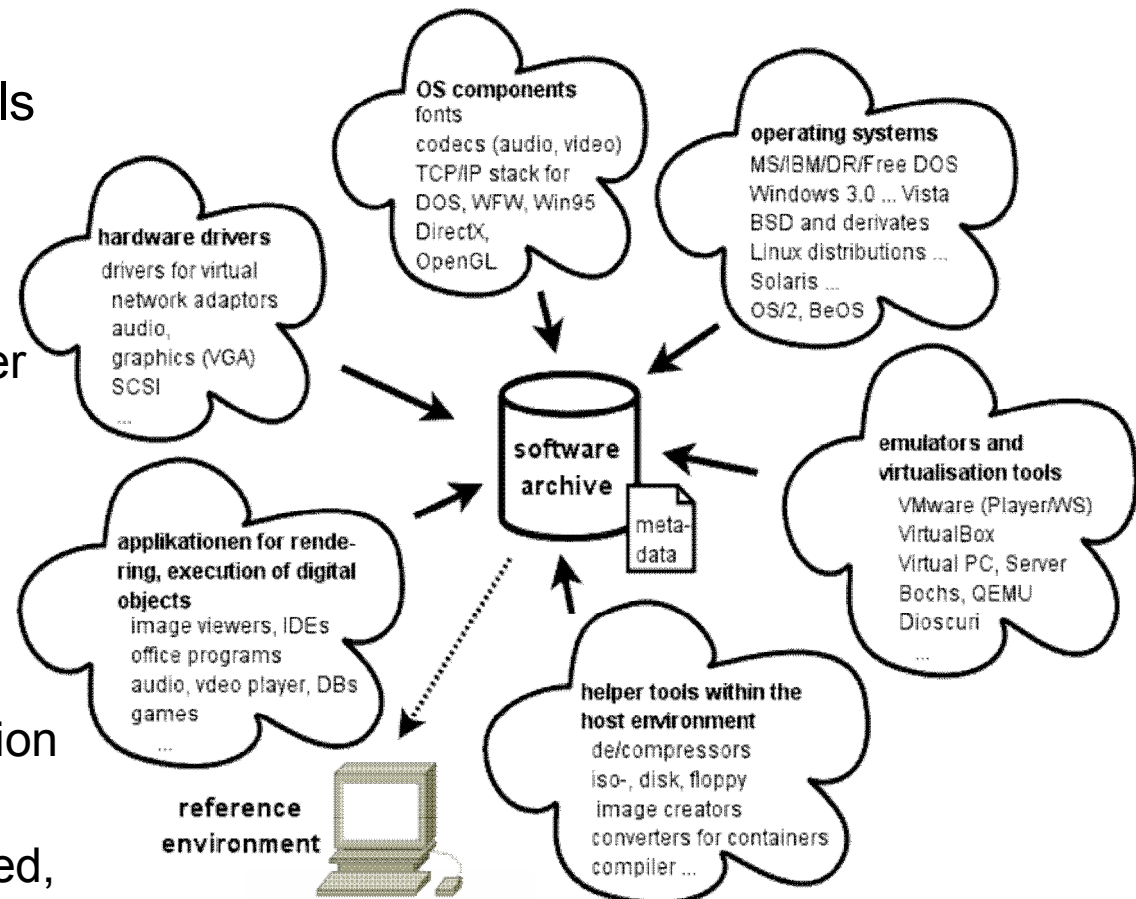 ls
er
ion
ed,
OS components
fonts
codecs (audio, video)
TCP/IP stack for
DOS, WFW, Win95
DirectX,
OpenGL
operating systems
MS/IBM/DR/Free DOS
Windows 3.0 ... Vista
BSD and derivates
Linux distributions ...
Solaris ...
OS/2, BeOS
hardware drivers
drivers for virtual
network adaptors
audio,
graphics (VGA)
SCSI
...
software
archive
meta-
data
emulators and
virtualisation tools
VMware (Player/WS)
VirtualBox
Virtual PC, Server
Bochs, QEMU
Dioscuri
...
applikationen for rende-
ring, execution of digital
objects
image viewers, IDEs
office programs
audio, vdeo player, DBs
games
...
helper tools within the
host environment
de/compressors
iso-, disk, floppy
image creators
converters for containers
compiler ...
reference
environment